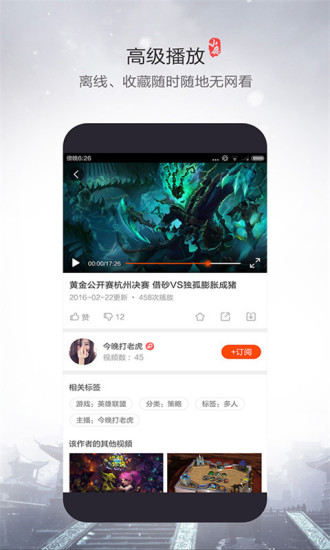 高级播放
离线、收藏随时随地无网看
傍晚6:26
00:00/17:26
黄金公开赛杭州决赛 借砂VS独孤膨胀成猪
2016-02-22更新 • 458次播放
赞
12
今晚打老虎
视频数：45
+订阅
相关标签
游戏：英雄联盟
分类：策略
标签：多人
主播：今晚打老虎
该作者的其他视频